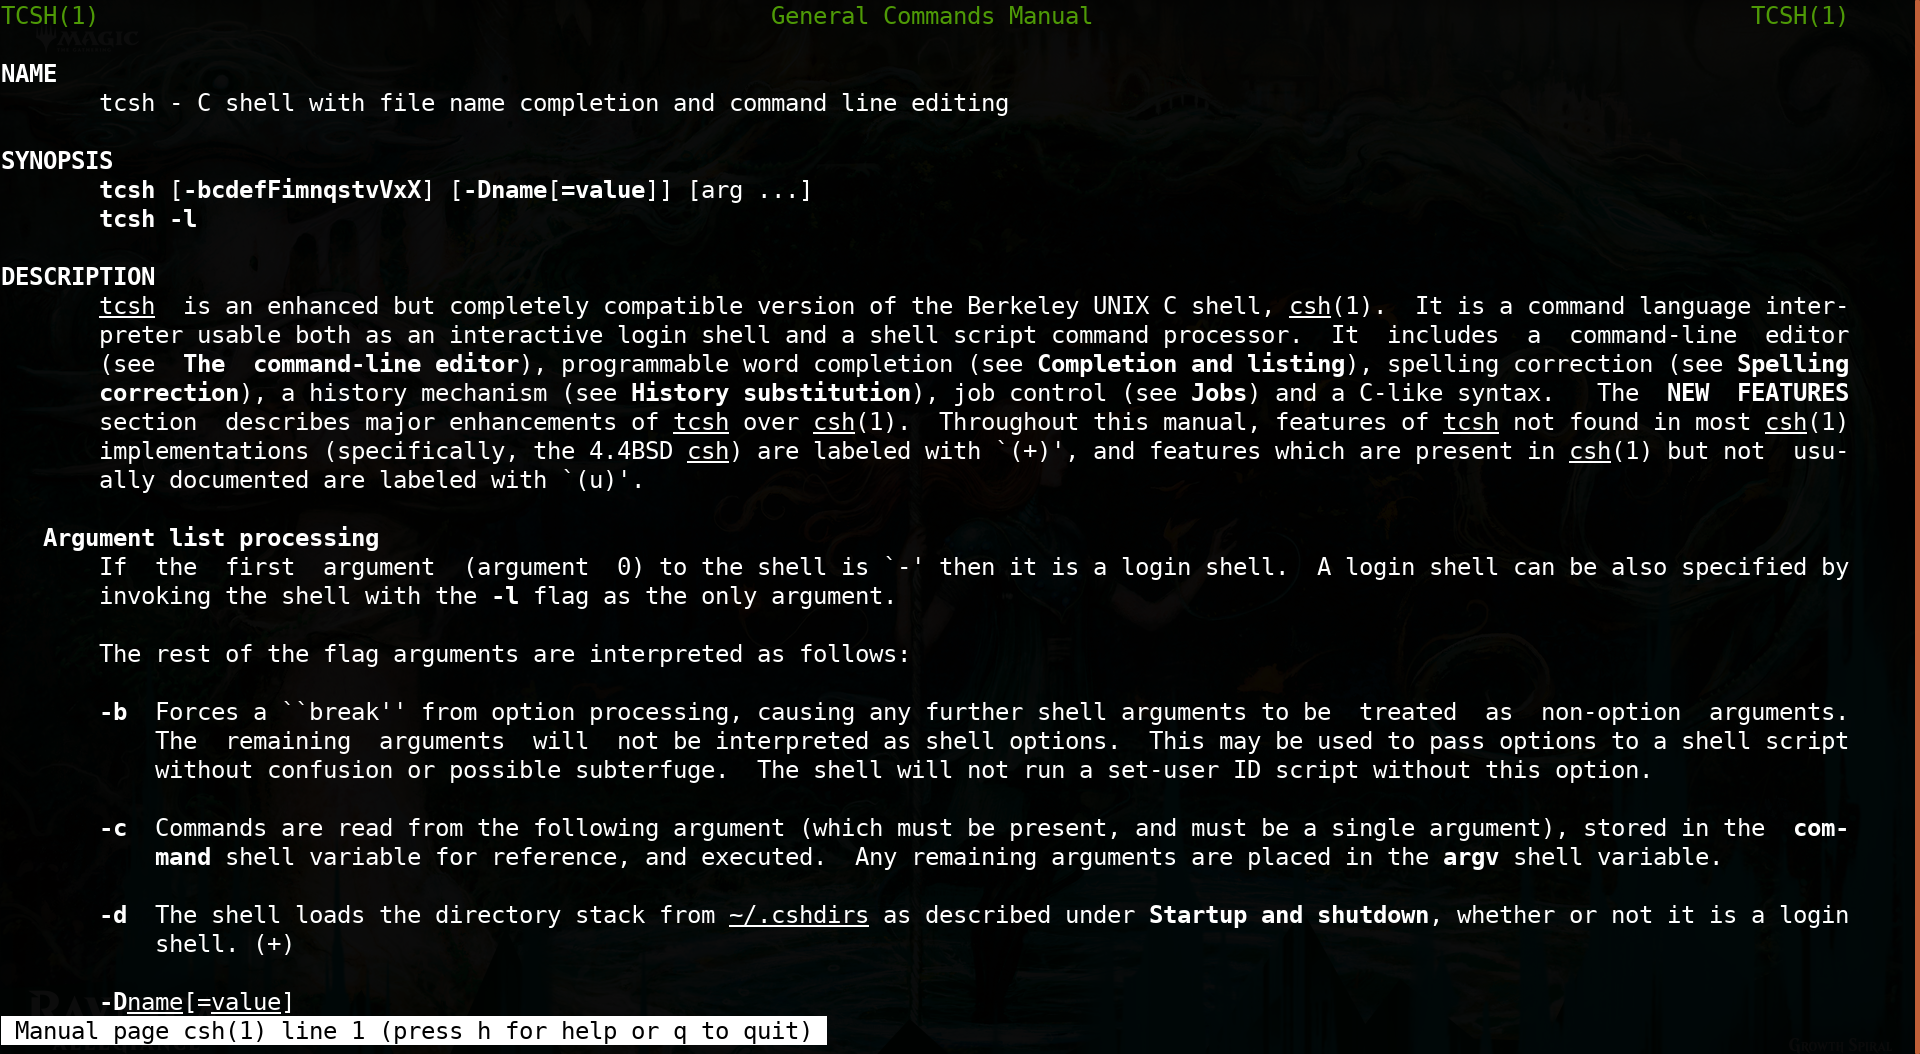 TCSH(1) General Commands Manual TCSH(1)
MAGIC
NAME
tcsh - C shell with file name completion and command line editing
SYNOPSIS
tcsh [-bcdefFimnqstvVxX] [-Dname[=value]] [arg ...]
tcsh -l
DESCRIPTION
tcsh is an enhanced but completely compatible version of the Berkeley UNIX C shell, csh(1). It is a command language inter-
preter usable both as an interactive login shell and a shell script command processor. It includes a command-line editor
(see The command-line editor), programmable word completion (see Completion and listing), spelling correction (see Spelling
correction), a history mechanism (see History substitution), job control (see Jobs) and a C-like syntax. The NEW FEATURES
section describes major enhancements of tcsh over csh(1). Throughout this manual, features of tcsh not found in most csh(1)
implementations (specifically, the 4.4BSD csh) are labeled with `(+)', and features which are present in csh(1) but not usu-
ally documented are labeled with `(u)'.
Argument list processing
If the first argument (argument 0) to the shell is `-' then it is a login shell. A login shell can be also specified by
invoking the shell with the -l flag as the only argument.
The rest of the flag arguments are interpreted as follows:
-b Forces a ``break'' from option processing, causing any further shell arguments to be treated as non-option arguments.
The remaining arguments will not be interpreted as shell options. This may be used to pass options to a shell script
without confusion or possible subterfuge. The shell will not run a set-user ID script without this option.
-c Commands are read from the following argument (which must be present, and must be a single argument), stored in the com-
mand shell variable for reference, and executed. Any remaining arguments are placed in the argv shell variable.
-d The shell loads the directory stack from ~/.cshdirs as described under Startup and shutdown, whether or not it is a login
shell. (+)
-Dname[=value]
Manual page csh(1) line 1 (press h for help or q to quit)
Growth Spiral